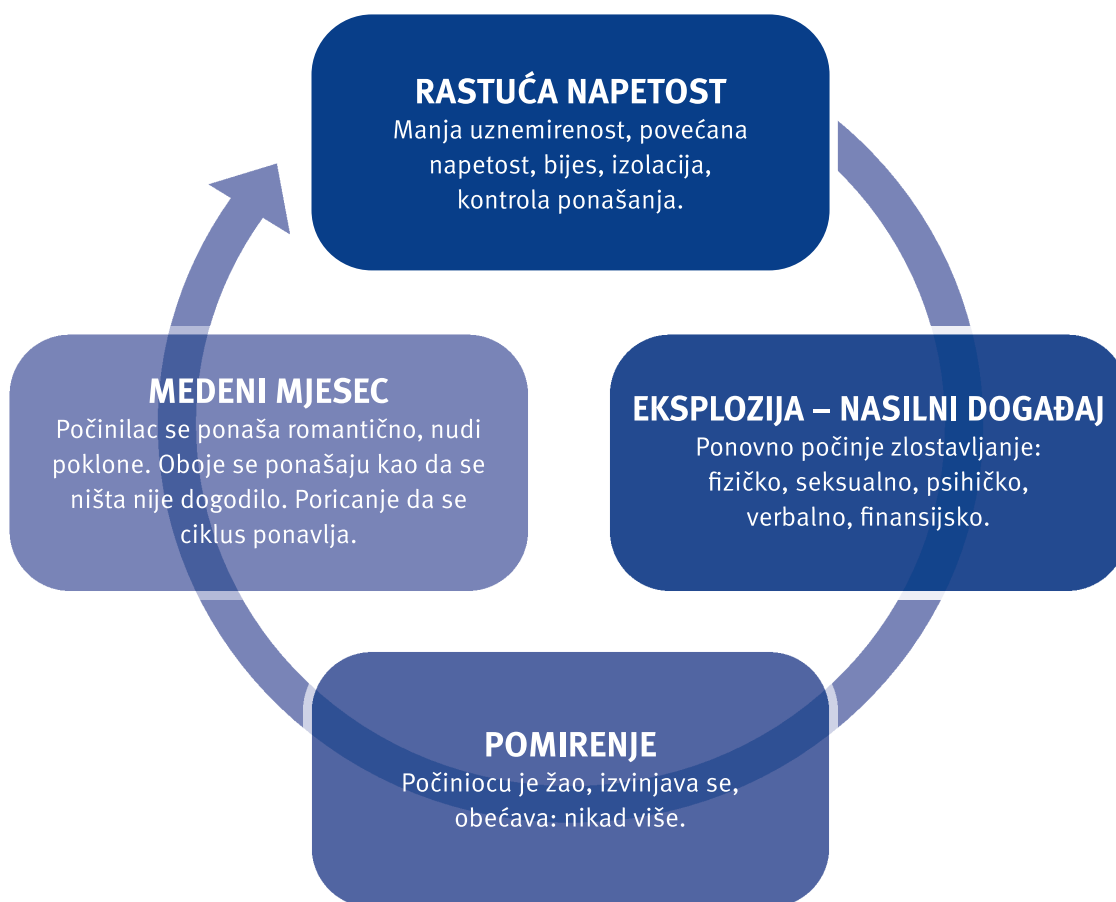 RASTUĆA NAPETOST
Manja uznemirenost, povećana
napetost, bijes, izolacija,
kontrola ponašanja.
EKSPLOZIJA – NASILNI DOGAĐAJ
Ponovno počinje zlostavljanje:
fizičko, seksualno, psihičko,
verbalno, finansijsko.
POMIRENJE
Počiniocu je žao, izvinjava se,
obećava: nikad više.
MEDENI MJESEC
Počinilac se ponaša romantično, nudi
poklone. Oboje se ponašaju kao da se
ništa nije dogodilo. Poricanje da se
ciklus ponavlja.